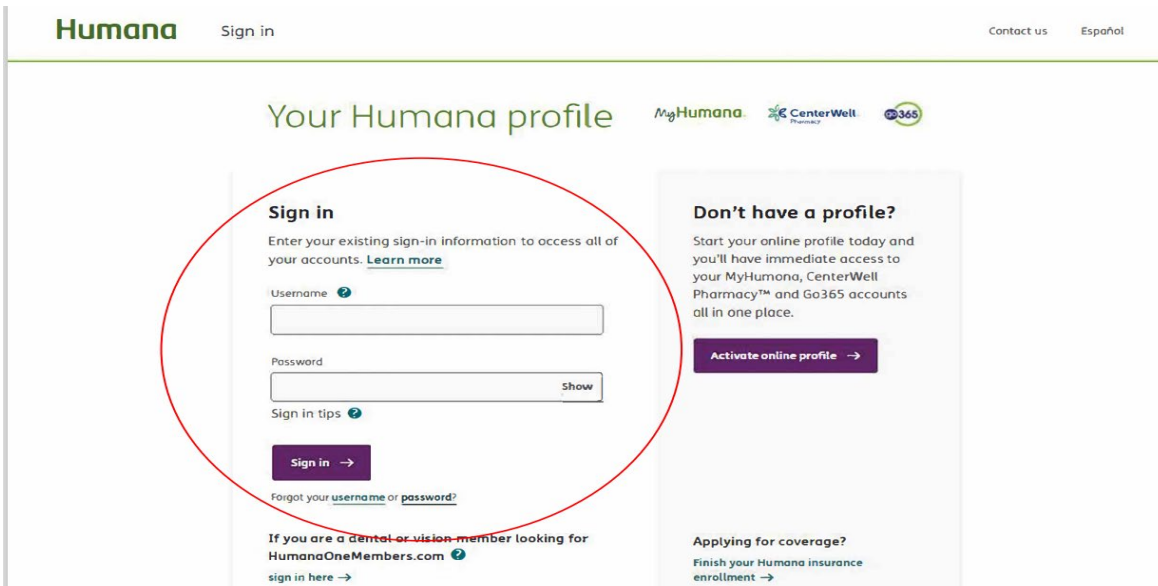 Humana Sign in Contact us Español
Your Humana profile MyHumana. CenterWell Pharmacy go365
Sign in
Enter your existing sign-in information to access all of
your accounts. Learn more
Username ?
Password
Show
Sign in tips ?
Sign in →
Forgot your username or password?
If you are a dental or vision member looking for
HumanaOneMembers.com ?
sign in here →
Don't have a profile?
Start your online profile today and
you'll have immediate access to
your MyHumana, CenterWell
Pharmacy™ and Go365 accounts
all in one place.
Activate online profile →
Applying for coverage?
Finish your Humana insurance
enrollment →